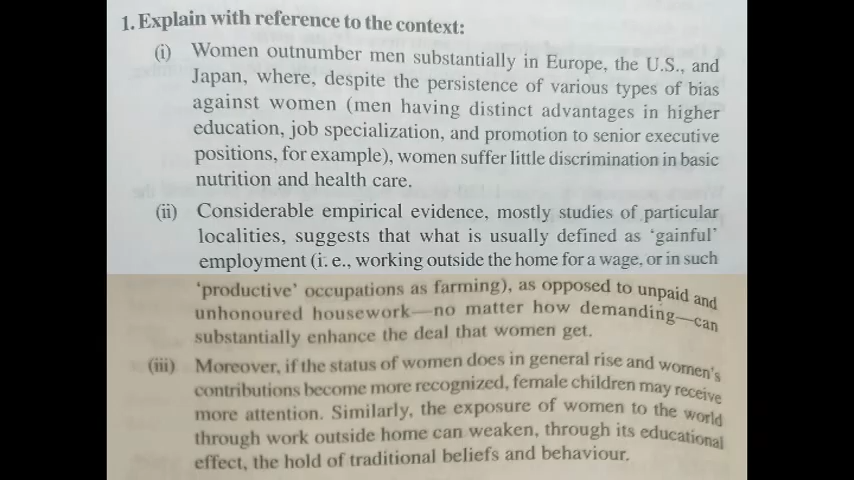 1. Explain with reference to the context:
(i) Women outnumber men substantially in Europe, the U.S., and
Japan, where, despite the persistence of various types of bias
against women (men having distinct advantages in higher
education, job specialization, and promotion to senior executive
positions, for example), women suffer little discrimination in basic
nutrition and health care.
(ii) Considerable empirical evidence, mostly studies of particular
localities, suggests that what is usually defined as ‘gainful’
employment (i. e., working outside the home for a wage, or in such
‘productive’ occupations as farming), as opposed to unpaid and
unhonoured housework—no matter how demanding—can
substantially enhance the deal that women get.
(iii) Moreover, if the status of women does in general rise and women’s
contributions become more recognized, female children may receive
more attention. Similarly, the exposure of women to the world
through work outside home can weaken, through its educational
effect, the hold of traditional beliefs and behaviour.